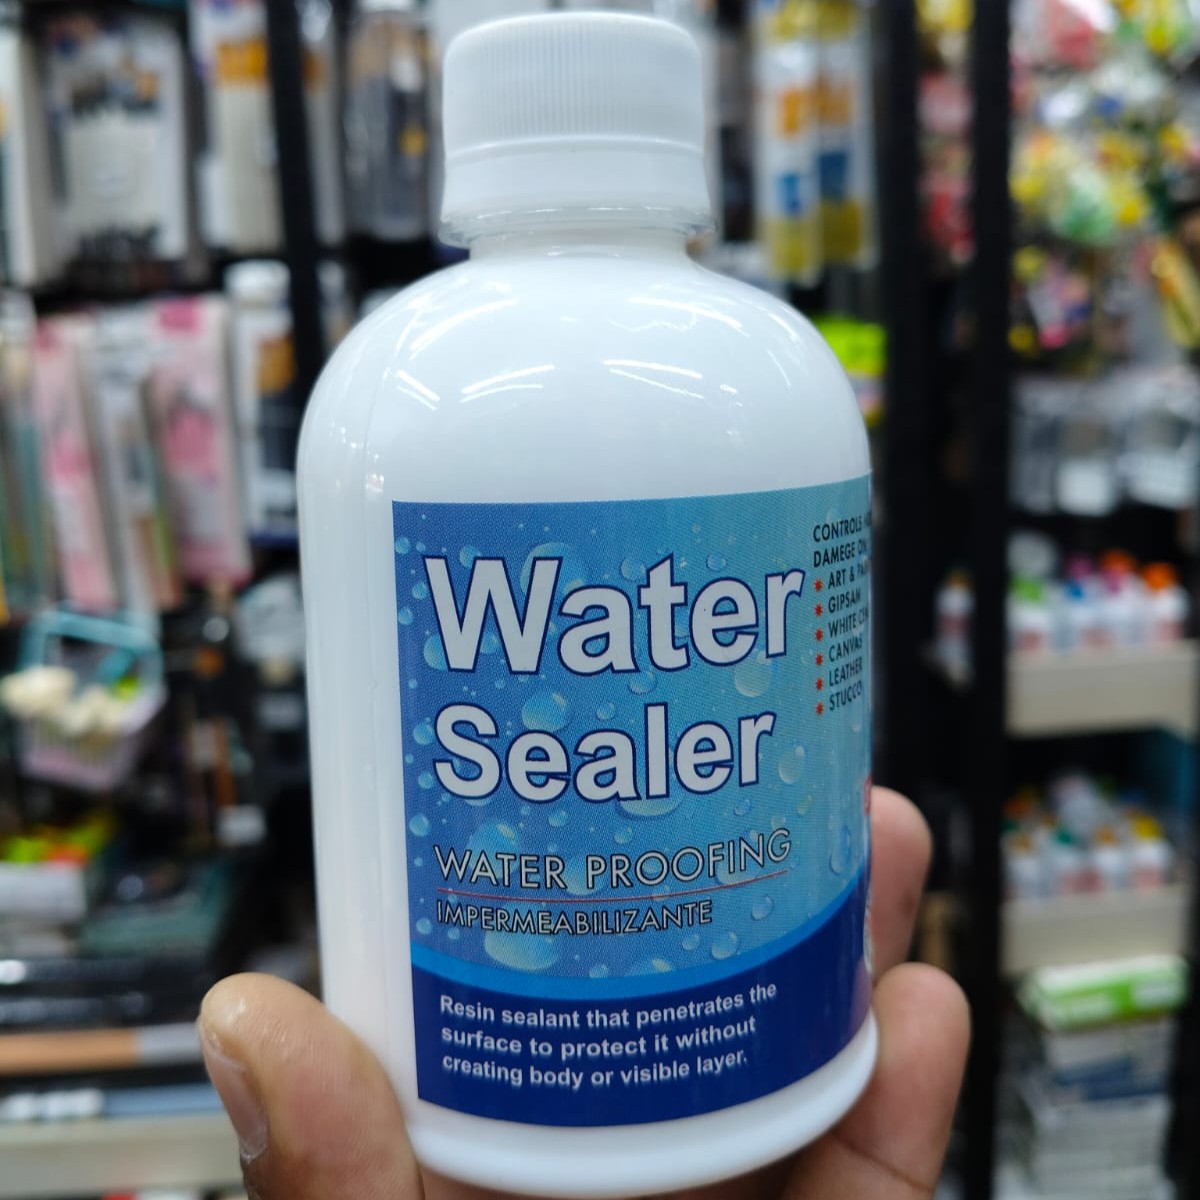 Water
Sealer
WATER PROOFING
IMPERMEABILIZANTE
Resin sealant that penetrates the
surface to protect it without
creating body or visible layer.
CONTROLS
DAMEGE ON
ART &
GIPSAM
WHITE
CANVAS
LEATHER
STUCCO